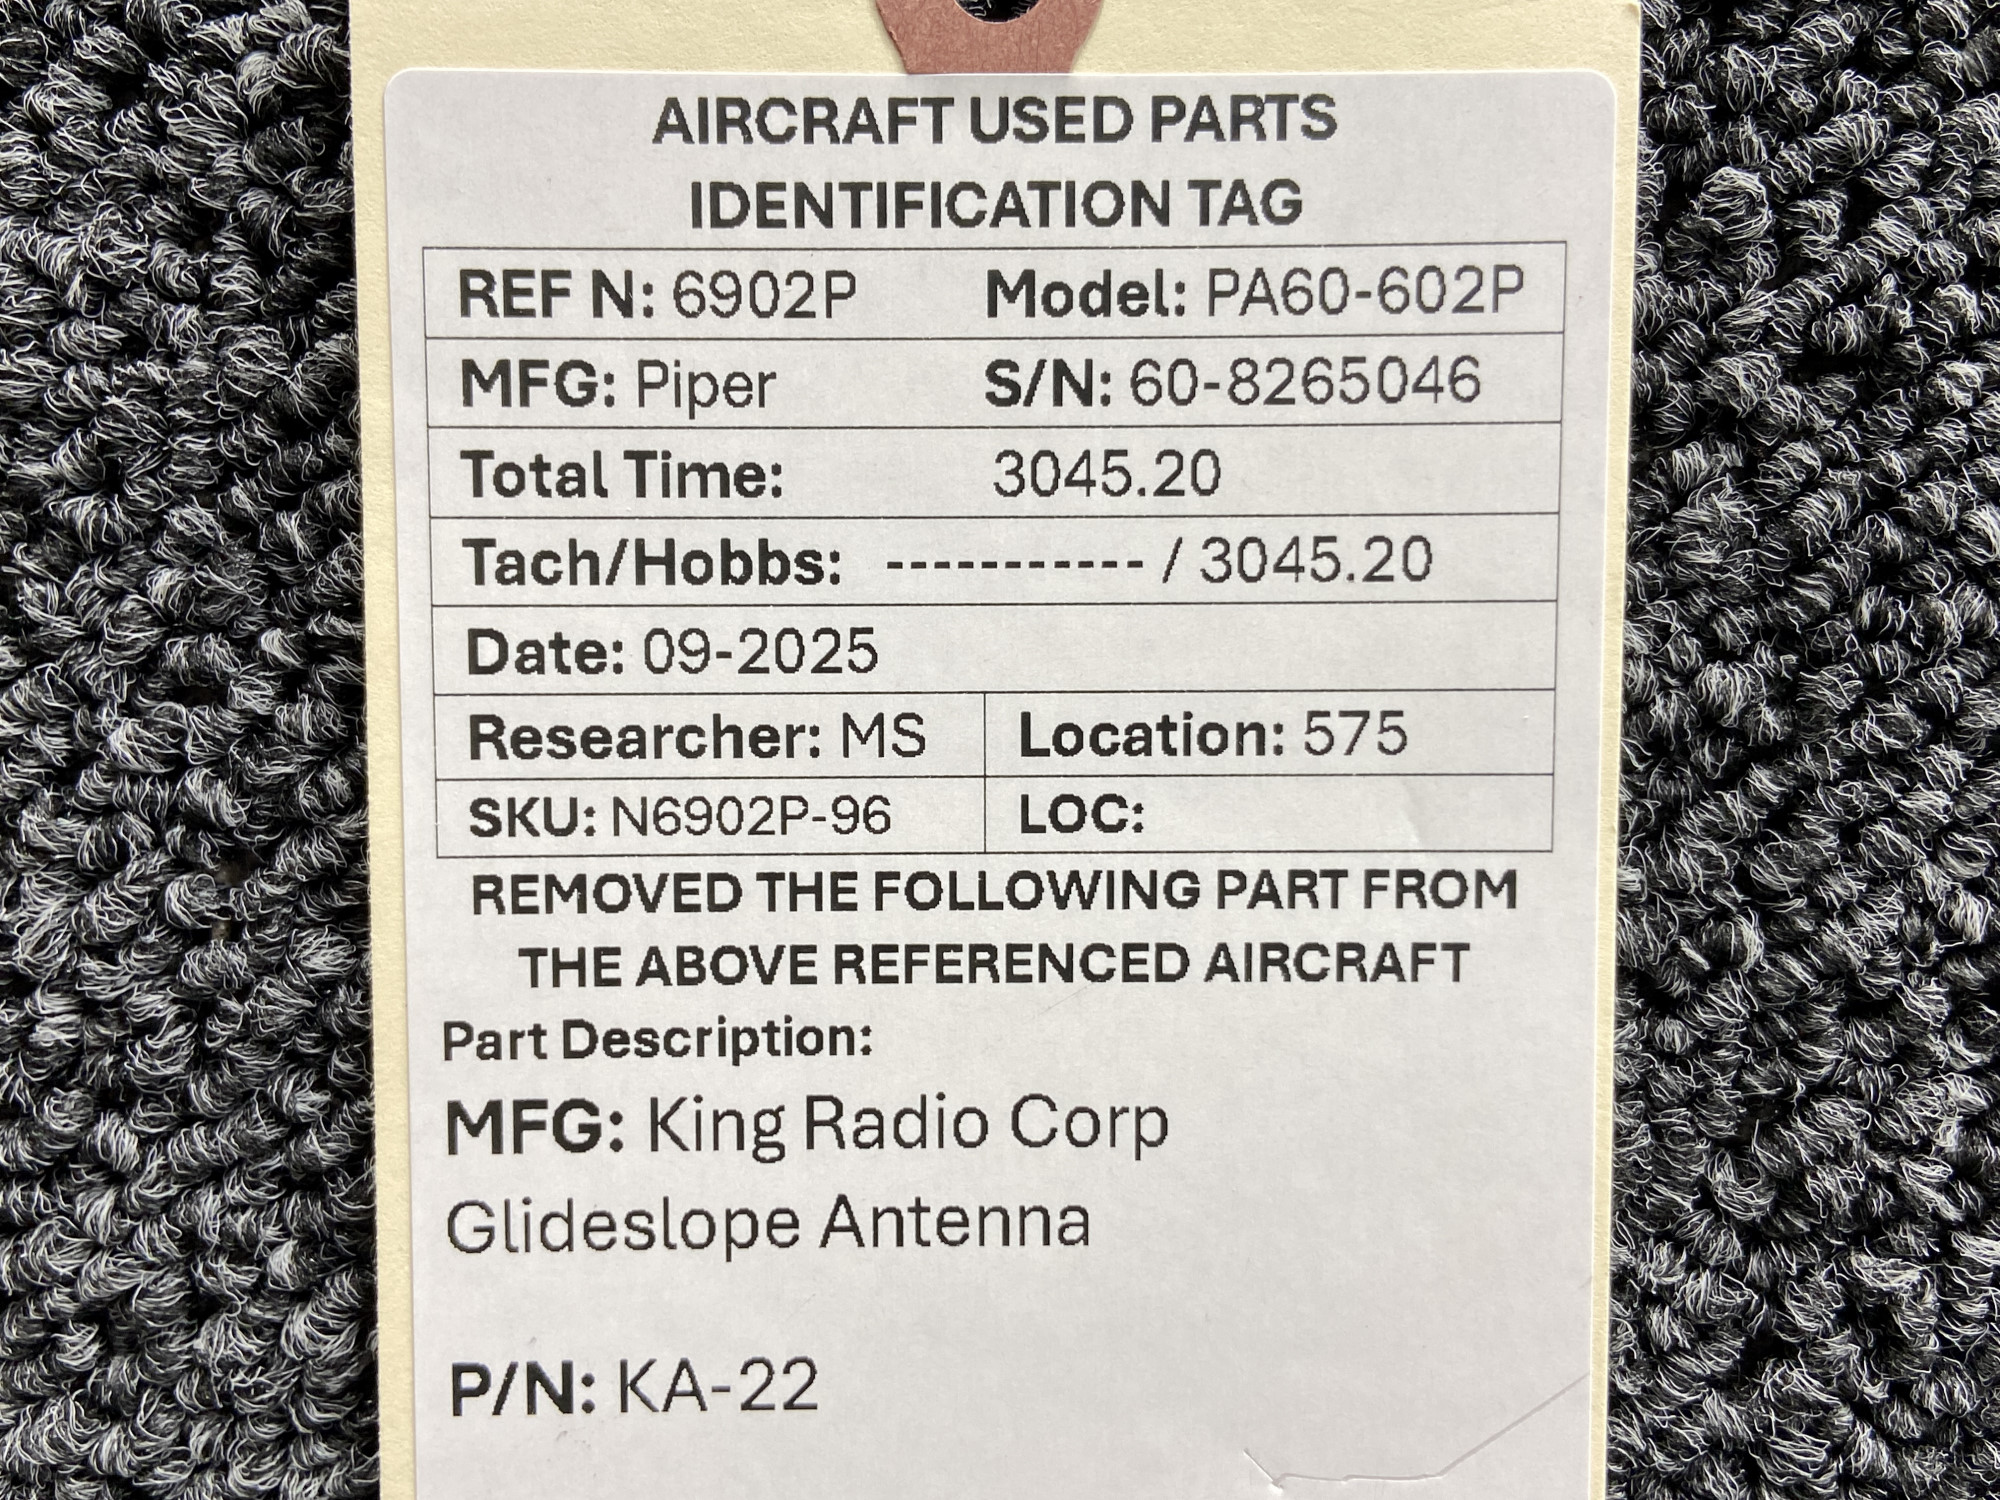 AIRCRAFT USED PARTS
IDENTIFICATION TAG
REF N: 6902P Model: PA60-602P
MFG: Piper S/N: 60-8265046
Total Time: 3045.20
Tach/Hobbs: ----------- / 3045.20
Date: 09-2025
Researcher: MS Location: 575
SKU: N6902P-96 LOC:
REMOVED THE FOLLOWING PART FROM
THE ABOVE REFERENCED AIRCRAFT
Part Description:
MFG: King Radio Corp
Glideslope Antenna
P/N: KA-22